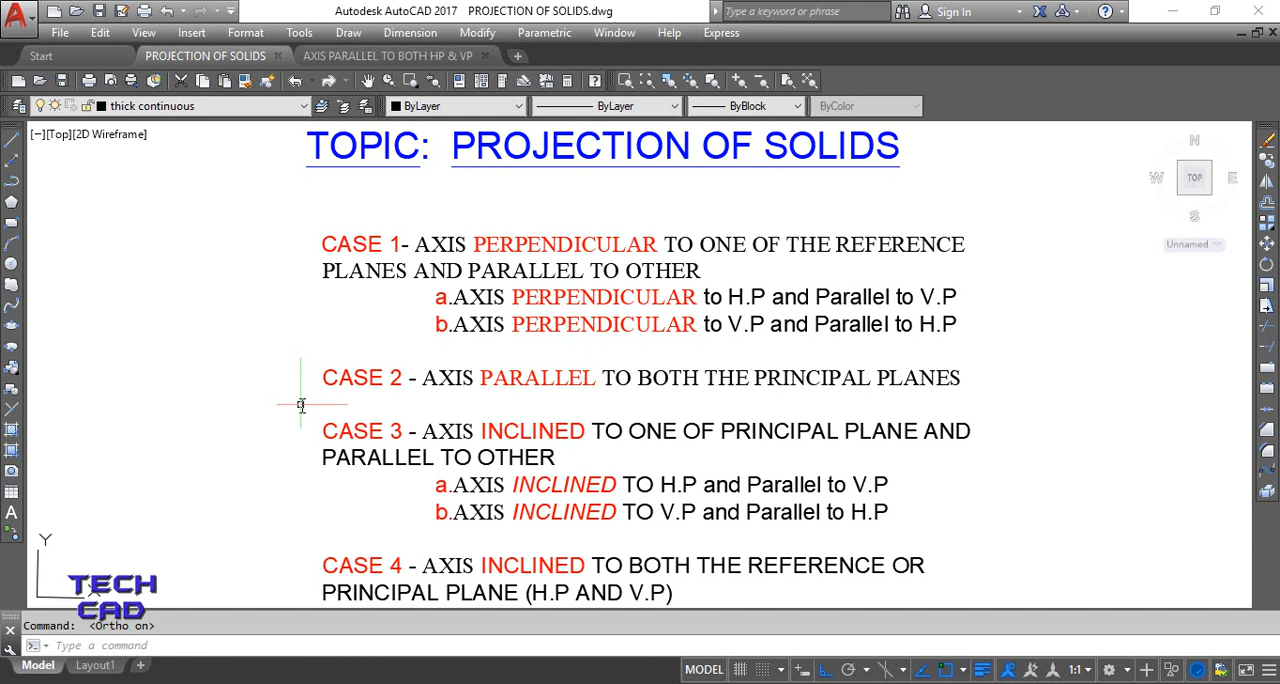 Autodesk AutoCAD 2017 PROJECTION OF SOLIDS.dwg
Type a keyword or phrase
Sign In
File Edit View Insert Format Tools Draw Dimension Modify Parametric Window Help Express
Start PROJECTION OF SOLIDS AXIS PARALLEL TO BOTH HP & VP
thick continuous ByLayer ByLayer ByBlock ByColor
[−][Top][2D Wireframe]
TOPIC: PROJECTION OF SOLIDS
N
W TOP E
S
Unnamed
CASE 1- AXIS PERPENDICULAR TO ONE OF THE REFERENCE
PLANES AND PARALLEL TO OTHER
a.AXIS PERPENDICULAR to H.P and Parallel to V.P
b.AXIS PERPENDICULAR to V.P and Parallel to H.P
CASE 2 - AXIS PARALLEL TO BOTH THE PRINCIPAL PLANES
CASE 3 - AXIS INCLINED TO ONE OF PRINCIPAL PLANE AND
PARALLEL TO OTHER
a.AXIS INCLINED TO H.P and Parallel to V.P
b.AXIS INCLINED TO V.P and Parallel to H.P
CASE 4 - AXIS INCLINED TO BOTH THE REFERENCE OR
PRINCIPAL PLANE (H.P AND V.P)
Y
TECH
CAD
Command: <Ortho on>
Type a command
Model Layout1
MODEL 1:1